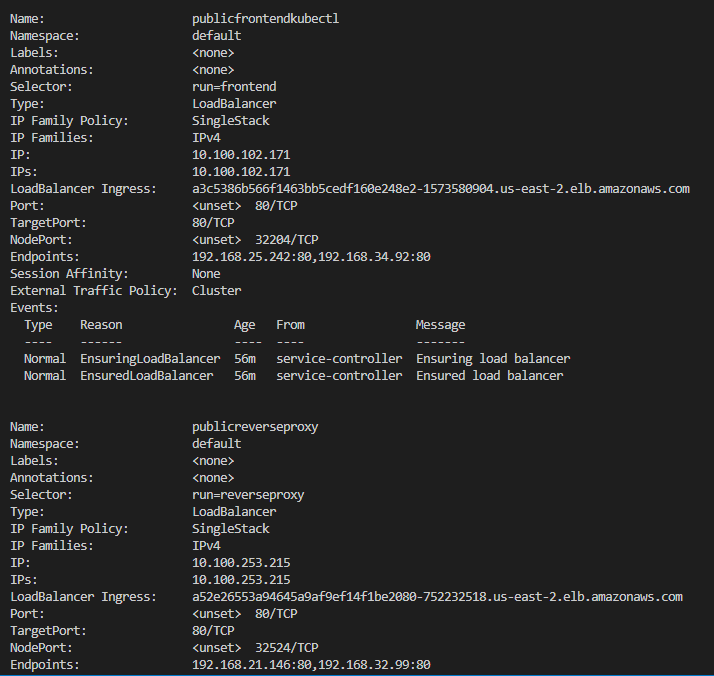 Name:                     publicfrontendkubectl
Namespace:                default
Labels:                   <none>
Annotations:              <none>
Selector:                 run=frontend
Type:                     LoadBalancer
IP Family Policy:         SingleStack
IP Families:              IPv4
IP:                       10.100.102.171
IPs:                      10.100.102.171
LoadBalancer Ingress:     a3c5386b566f1463bb5cedf160e248e2-1573580904.us-east-2.elb.amazonaws.com
Port:                     <unset>  80/TCP
TargetPort:               80/TCP
NodePort:                 <unset>  32204/TCP
Endpoints:                192.168.25.242:80,192.168.34.92:80
Session Affinity:         None
External Traffic Policy:  Cluster
Events:
  Type    Reason                Age   From                Message
  ----    ------                ----  ----                -------
  Normal  EnsuringLoadBalancer  56m   service-controller  Ensuring load balancer
  Normal  EnsuredLoadBalancer   56m   service-controller  Ensured load balancer
Name:                     publicreverseproxy
Namespace:                default
Labels:                   <none>
Annotations:              <none>
Selector:                 run=reverseproxy
Type:                     LoadBalancer
IP Family Policy:         SingleStack
IP Families:              IPv4
IP:                       10.100.253.215
IPs:                      10.100.253.215
LoadBalancer Ingress:     a52e26553a94645a9af9ef14f1be2080-752232518.us-east-2.elb.amazonaws.com
Port:                     <unset>  80/TCP
TargetPort:               80/TCP
NodePort:                 <unset>  32524/TCP
Endpoints:                192.168.21.146:80,192.168.32.99:80